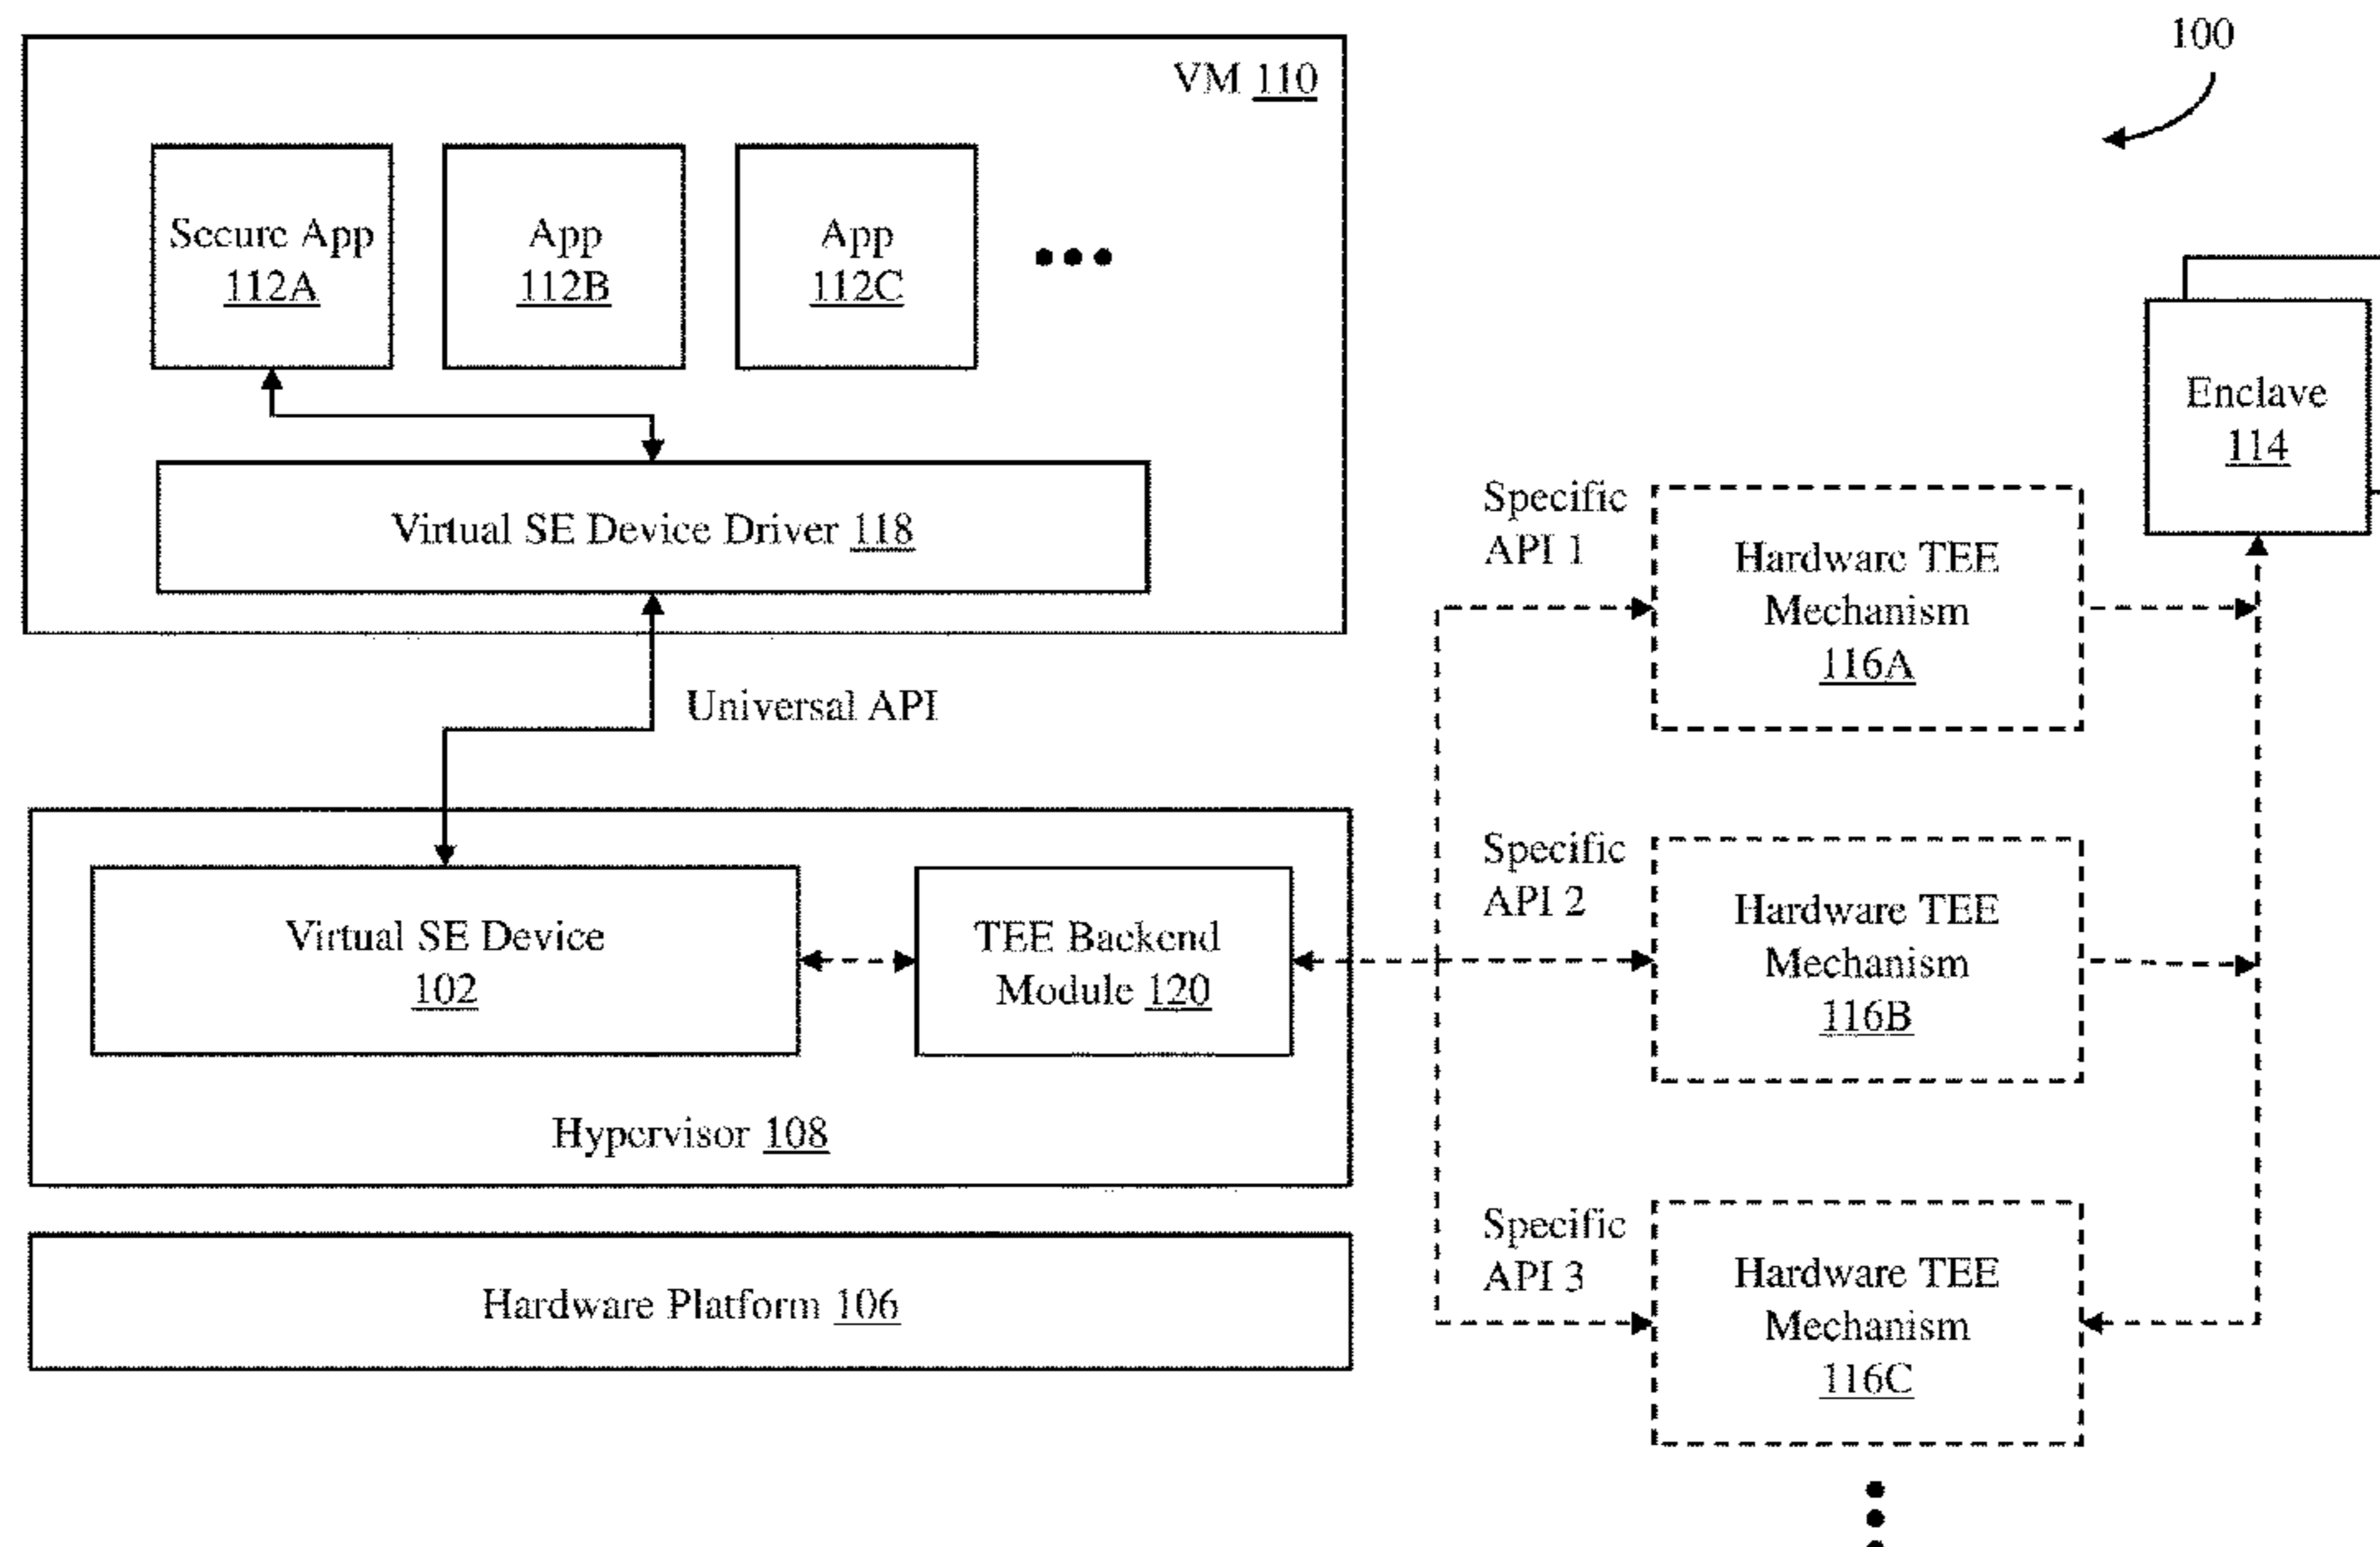 100
VM 110
Secure App
112A
App
112B
App
112C
Enclave
114
Virtual SE Device Driver 118
Specific
API 1
Hardware TEE
Mechanism
116A
Universal API
Specific
API 2
Hardware TEE
Mechanism
116B
Virtual SE Device
102
TEE Backend
Module 120
Hypervisor 108
Specific
API 3
Hardware TEE
Mechanism
116C
Hardware Platform 106